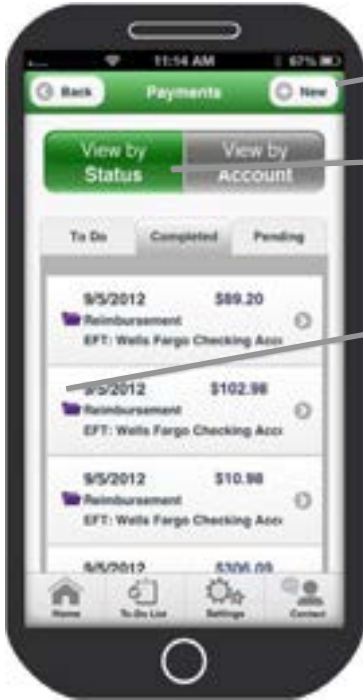 11:14 AM 67%
Back Payments New
View by Status View by Account
To Do Completed Pending
9/5/2012 $89.20
Reimbursement
EFT: Wells Fargo Checking Acco
9/5/2012 $102.98
Reimbursement
EFT: Wells Fargo Checking Acco
9/5/2012 $10.98
Reimbursement
EFT: Wells Fargo Checking Acco
9/5/2012 $306.09
Home To-Do List Settings Contact